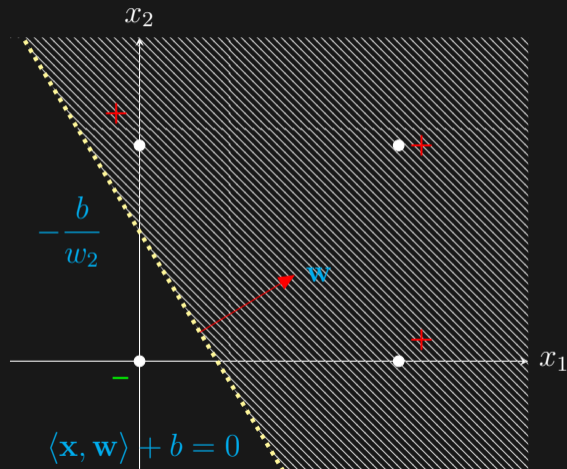 x₂
+
+
−b/w₂
w
+
x₁
−
⟨x, w⟩ + b = 0